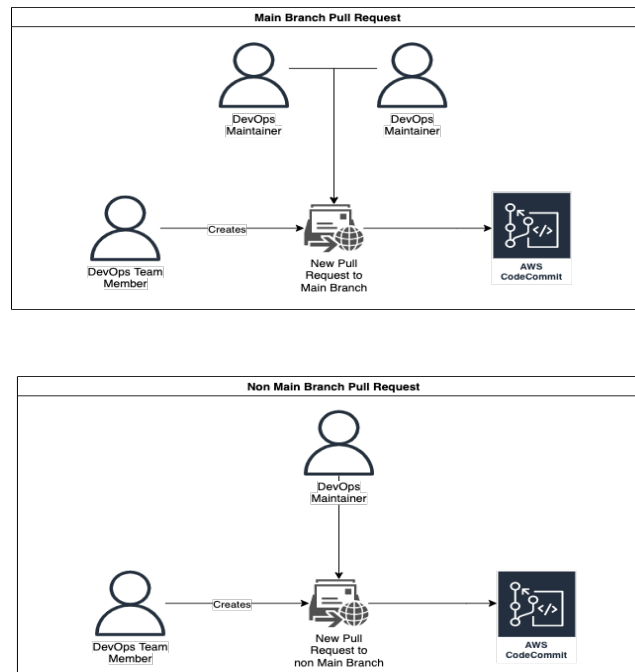 Main Branch Pull Request
DevOps
Maintainer
DevOps
Maintainer
Creates
DevOps Team
Member
New Pull
Request to
Main Branch
AWS
CodeCommit
Non Main Branch Pull Request
DevOps
Maintainer
Creates
DevOps Team
Member
New Pull
Request to
non Main Branch
AWS
CodeCommit